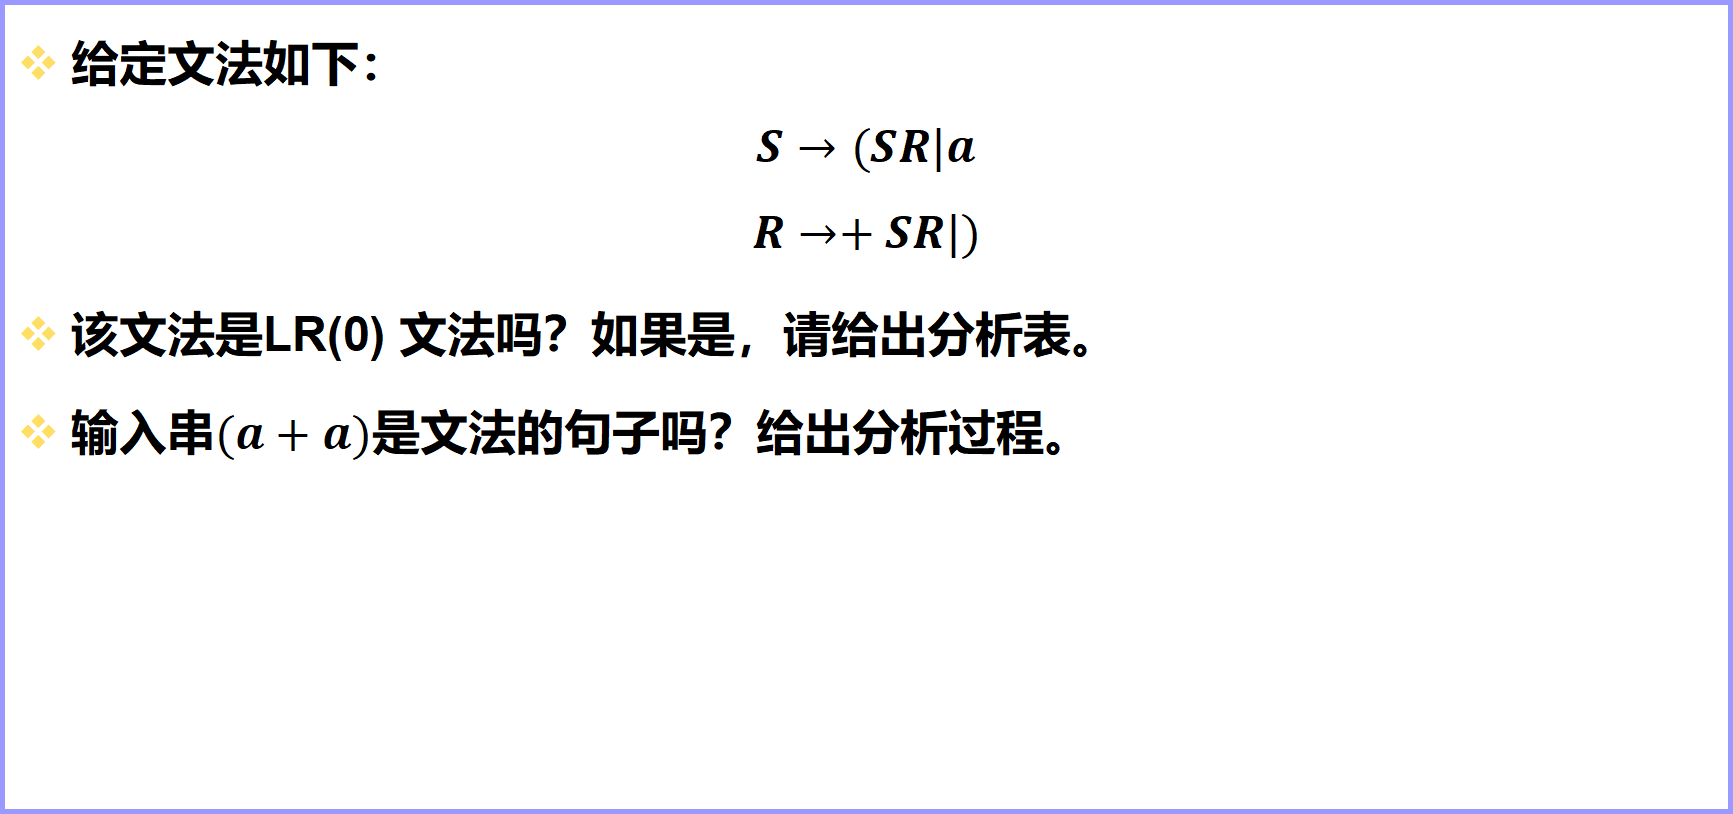 给定文法如下：
S → (SR|a
R →+ SR|)
该文法是LR(0) 文法吗？如果是，请给出分析表。
输入串(a + a)是文法的句子吗？给出分析过程。